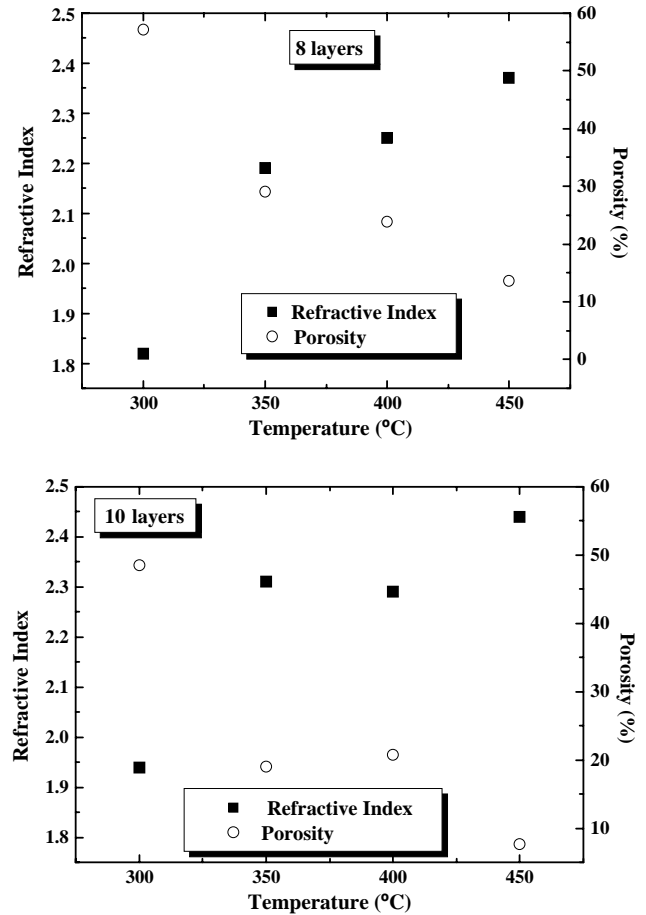 8 layers
2.5
2.4
2.3
2.2
2.1
2.0
1.9
1.8
Refractive Index
60
50
40
30
20
10
0
Porosity (%)
Refractive Index
Porosity
300 350 400 450
Temperature (°C)
10 layers
2.5
2.4
2.3
2.2
2.1
2.0
1.9
1.8
Refractive Index
60
50
40
30
20
10
Porosity (%)
Refractive Index
Porosity
300 350 400 450
Temperature (°C)